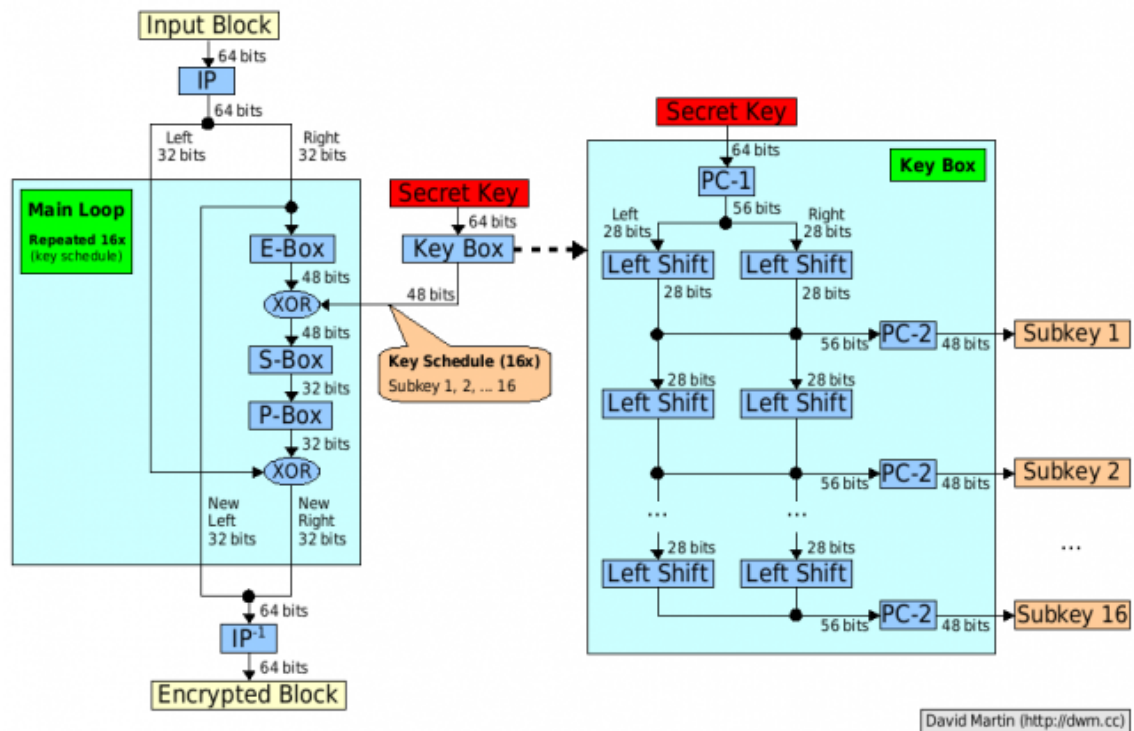 Input Block
64 bits
IP
64 bits
Left
32 bits
Right
32 bits
Main Loop
Repeated 16x
(key schedule)
E-Box
48 bits
XOR
48 bits
S-Box
32 bits
P-Box
32 bits
XOR
New
Left
32 bits
New
Right
32 bits
64 bits
IP-1
64 bits
Encrypted Block
Secret Key
64 bits
Key Box
48 bits
Key Schedule (16x)
Subkey 1, 2, ... 16
Secret Key
64 bits
Key Box
PC-1
56 bits
Left
28 bits
Right
28 bits
Left Shift
Left Shift
28 bits
28 bits
56 bits
PC-2
48 bits
Subkey 1
28 bits
28 bits
Left Shift
Left Shift
56 bits
PC-2
48 bits
Subkey 2
...
...
...
28 bits
28 bits
Left Shift
Left Shift
56 bits
PC-2
48 bits
Subkey 16
David Martin (http://dwm.cc)